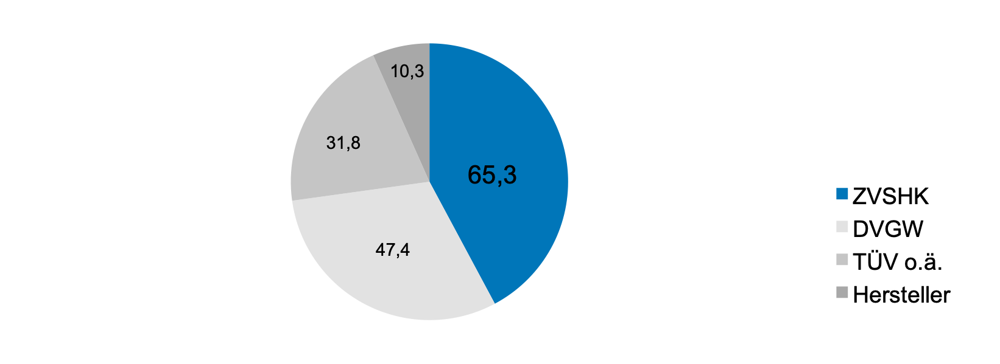 10,3
31,8
65,3
47,4
ZVSHK
DVGW
TÜV o.ä.
Hersteller